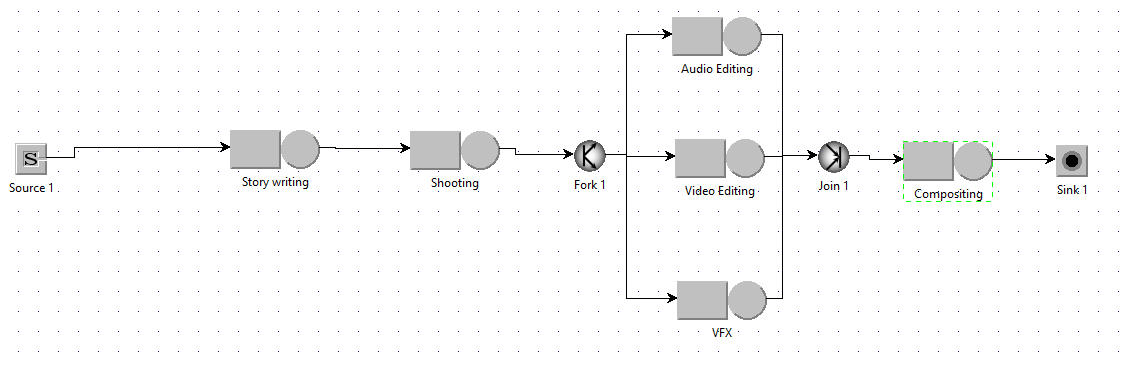 S
Source 1
Story writing
Shooting
Fork 1
Audio Editing
Video Editing
VFX
Join 1
Compositing
Sink 1